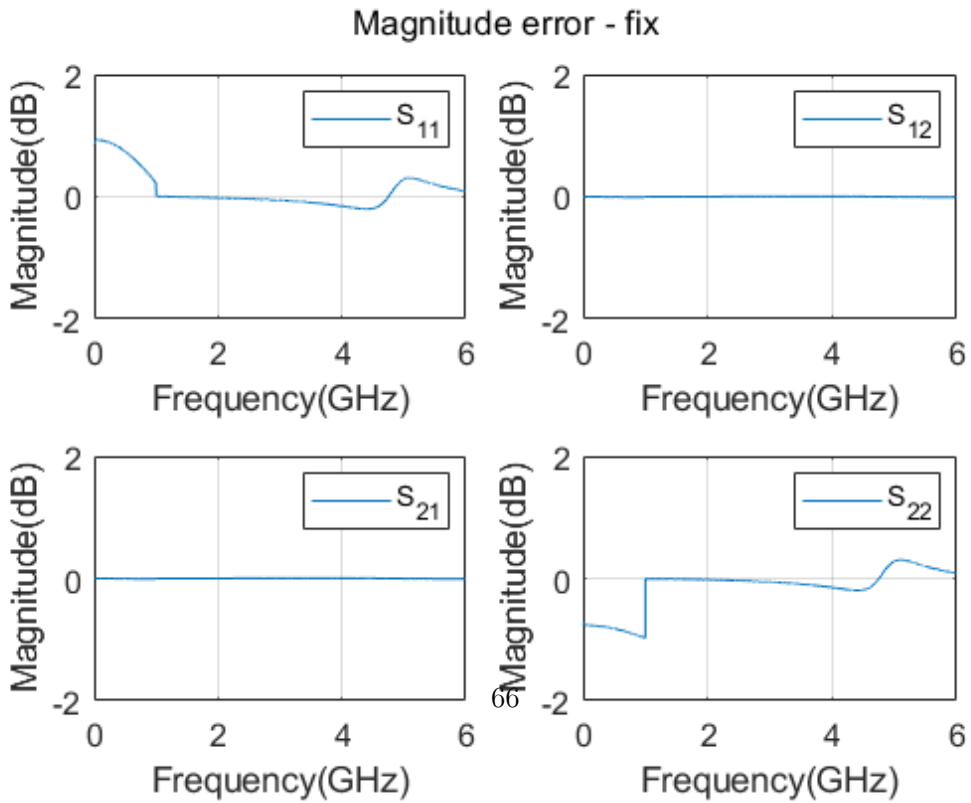 Magnitude error - fix
2
0
-2
Magnitude(dB)
S11
0 2 4 6
Frequency(GHz)
2
0
-2
Magnitude(dB)
S12
0 2 4 6
Frequency(GHz)
2
0
-2
Magnitude(dB)
S21
0 2 4 6
Frequency(GHz)
2
0
-2
Magnitude(dB)
S22
0 2 4 6
Frequency(GHz)
66